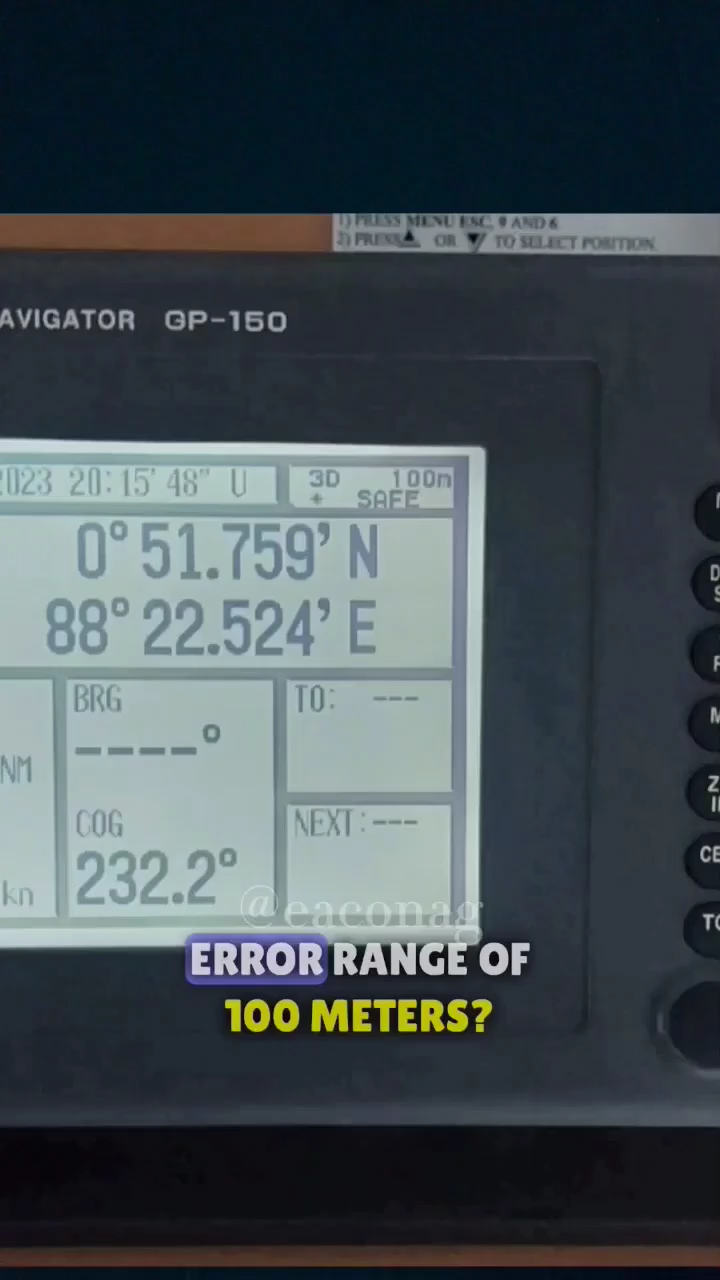 1) PRESS MENU ESC, 9 AND 6
2) PRESS ▲ OR ▼ TO SELECT POSITION.
AVIGATOR GP-150
2023 20:15'48" U
3D 100m
+ SAFE
0° 51.759' N
88° 22.524' E
NM
kn
BRG
----°
COG
232.2°
TO: ---
NEXT:---
CE
@eaconag
ERROR RANGE OF
100 METERS?